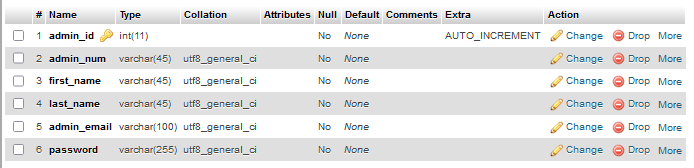 # Name Type Collation Attributes Null Default Comments Extra Action
1 admin_id int(11) No None AUTO_INCREMENT Change Drop More
2 admin_num varchar(45) utf8_general_ci No None Change Drop More
3 first_name varchar(45) utf8_general_ci No None Change Drop More
4 last_name varchar(45) utf8_general_ci No None Change Drop More
5 admin_email varchar(100) utf8_general_ci No None Change Drop More
6 password varchar(255) utf8_general_ci No None Change Drop More